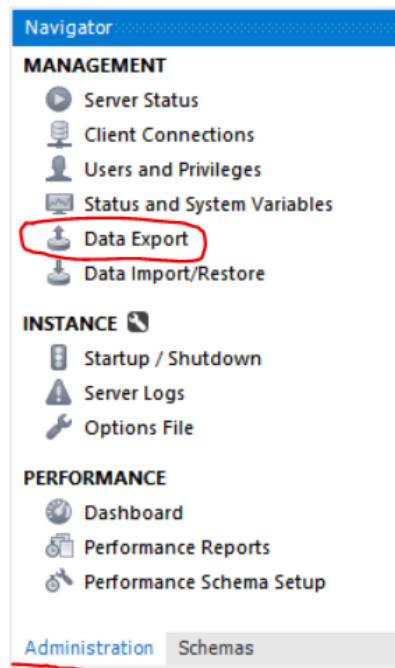 Navigator
MANAGEMENT
Server Status
Client Connections
Users and Privileges
Status and System Variables
Data Export
Data Import/Restore
INSTANCE
Startup / Shutdown
Server Logs
Options File
PERFORMANCE
Dashboard
Performance Reports
Performance Schema Setup
Administration Schemas